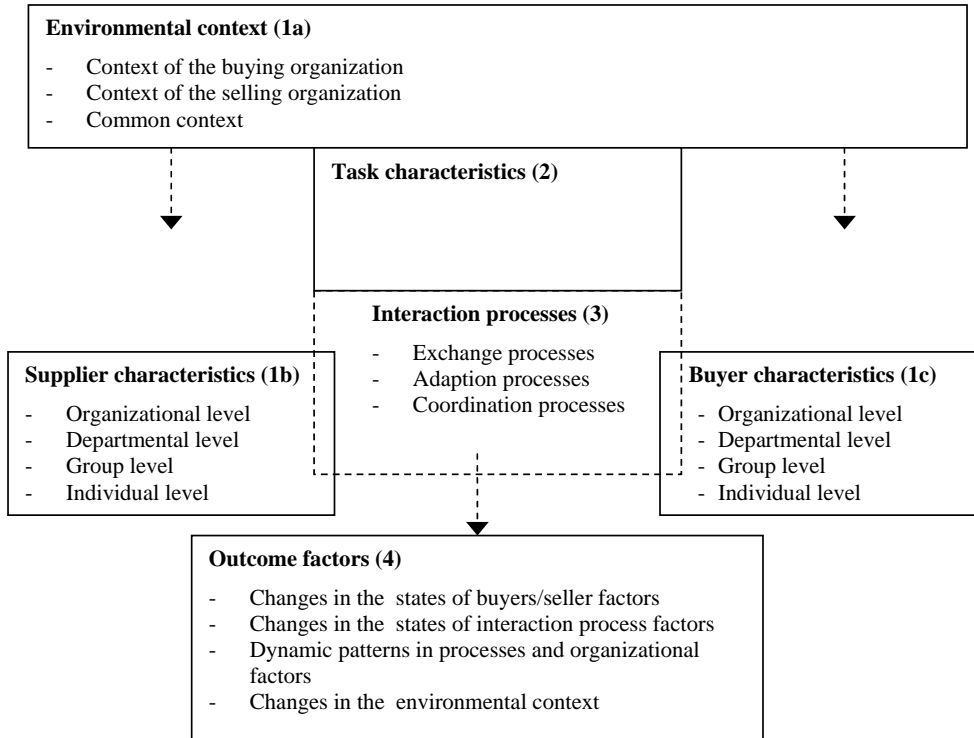 Environmental context (1a)
- Context of the buying organization
- Context of the selling organization
- Common context
Task characteristics (2)
Interaction processes (3)
- Exchange processes
- Adaption processes
- Coordination processes
Supplier characteristics (1b)
- Organizational level
- Departmental level
- Group level
- Individual level
Buyer characteristics (1c)
- Organizational level
- Departmental level
- Group level
- Individual level
Outcome factors (4)
- Changes in the states of buyers/seller factors
- Changes in the states of interaction process factors
- Dynamic patterns in processes and organizational
factors
- Changes in the environmental context